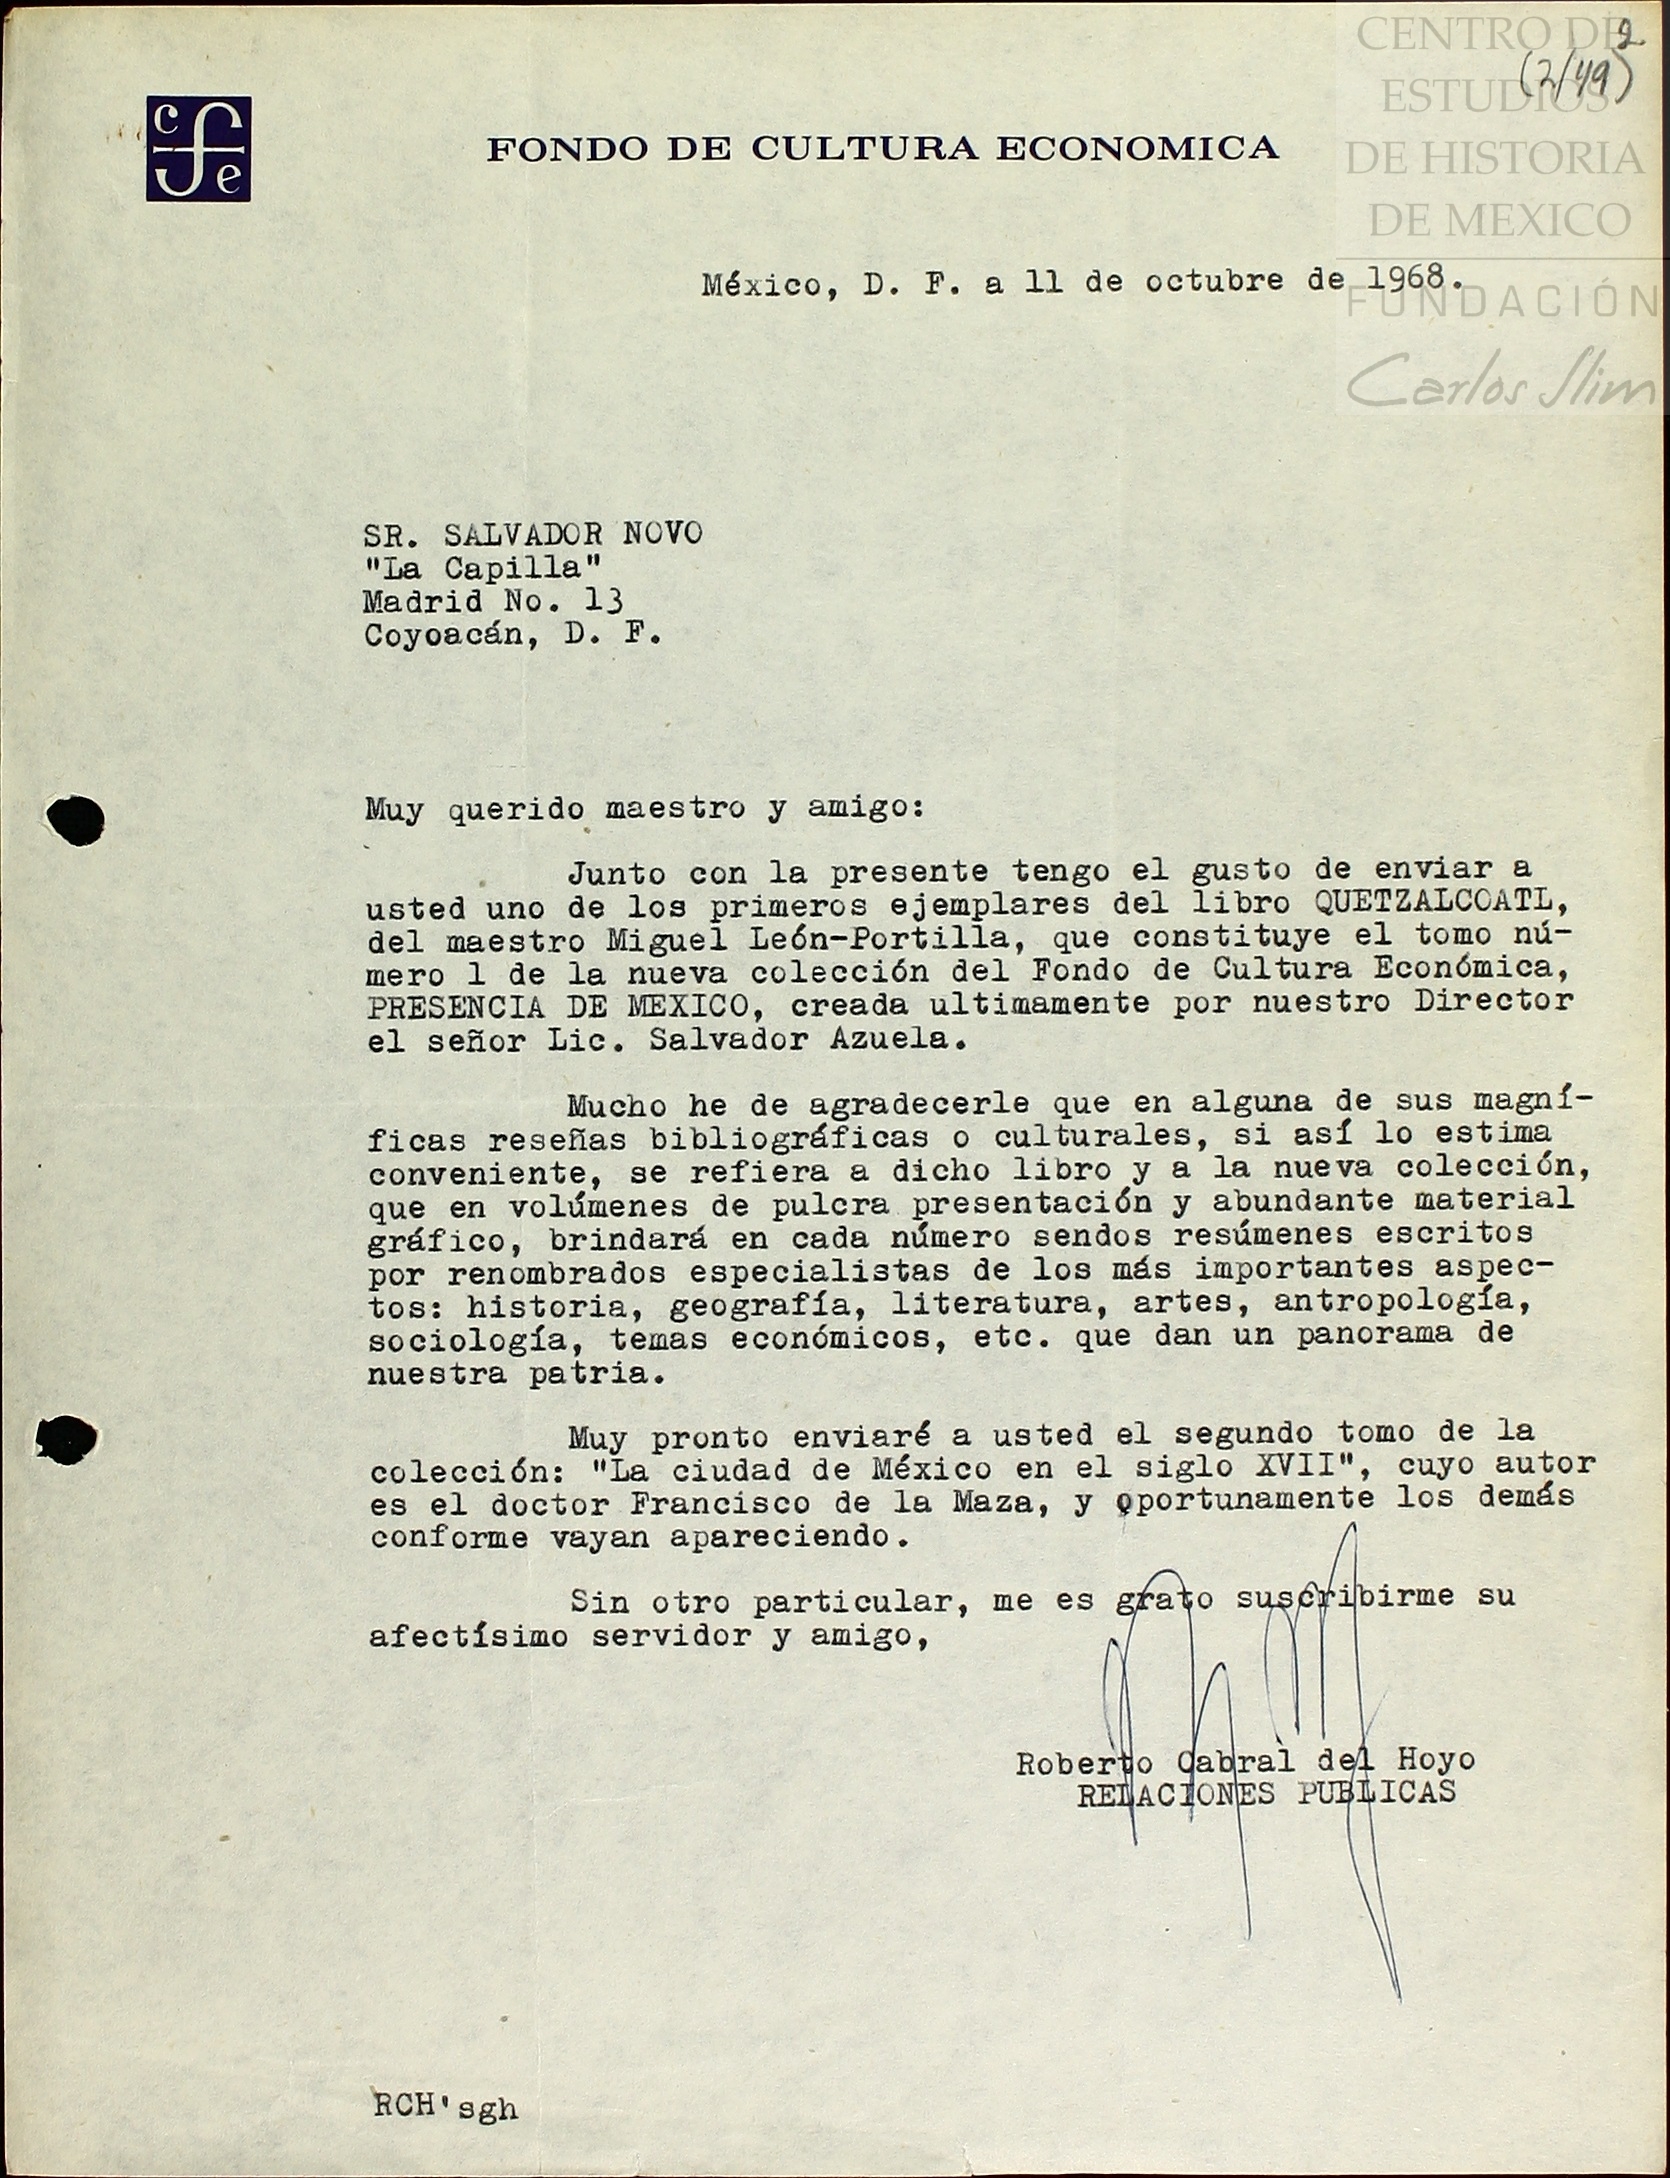 CENTRO DE
ESTUDIOS
DE HISTORIA
DE MEXICO
FUNDACIÓN
Carlos Slim
2.
(2/49)
cfe
FONDO DE CULTURA ECONOMICA
México, D. F. a 11 de octubre de 1968.
SR. SALVADOR NOVO
"La Capilla"
Madrid No. 13
Coyoacán, D. F.
Muy querido maestro y amigo:
Junto con la presente tengo el gusto de enviar a
usted uno de los primeros ejemplares del libro QUETZALCOATL,
del maestro Miguel León-Portilla, que constituye el tomo nú-
mero 1 de la nueva colección del Fondo de Cultura Económica,
PRESENCIA DE MEXICO, creada ultimamente por nuestro Director
el señor Lic. Salvador Azuela.
Mucho he de agradecerle que en alguna de sus magní-
ficas reseñas bibliográficas o culturales, si así lo estima
conveniente, se refiera a dicho libro y a la nueva colección,
que en volúmenes de pulcra presentación y abundante material
gráfico, brindará en cada número sendos resúmenes escritos
por renombrados especialistas de los más importantes aspec-
tos: historia, geografía, literatura, artes, antropología,
sociología, temas económicos, etc. que dan un panorama de
nuestra patria.
Muy pronto enviaré a usted el segundo tomo de la
colección: "La ciudad de México en el siglo XVII", cuyo autor
es el doctor Francisco de la Maza, y oportunamente los demás
conforme vayan apareciendo.
Sin otro particular, me es grato suscribirme su
afectísimo servidor y amigo,
Roberto Cabral del Hoyo
RELACIONES PUBLICAS
RCH'sgh